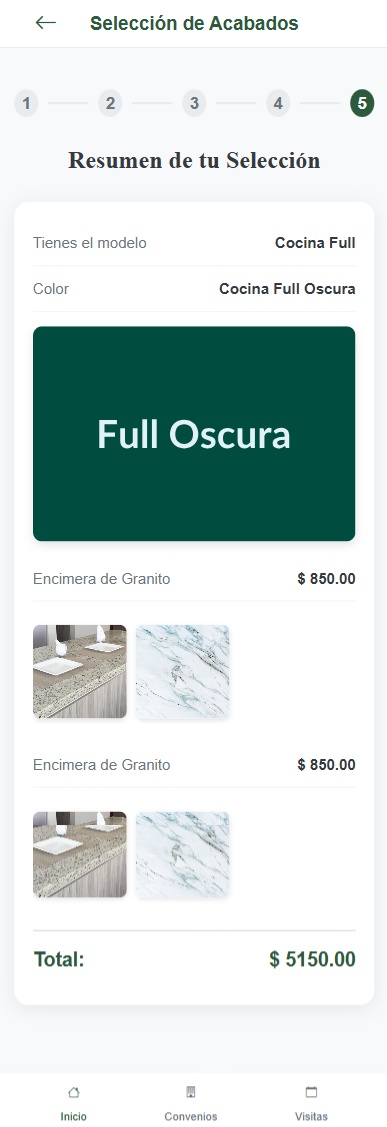 Selección de Acabados
1 2 3 4 5
Resumen de tu Selección
Tienes el modelo Cocina Full
Color Cocina Full Oscura
Full Oscura
Encimera de Granito $ 850.00
Encimera de Granito $ 850.00
Total: $ 5150.00
Inicio Convenios Visitas